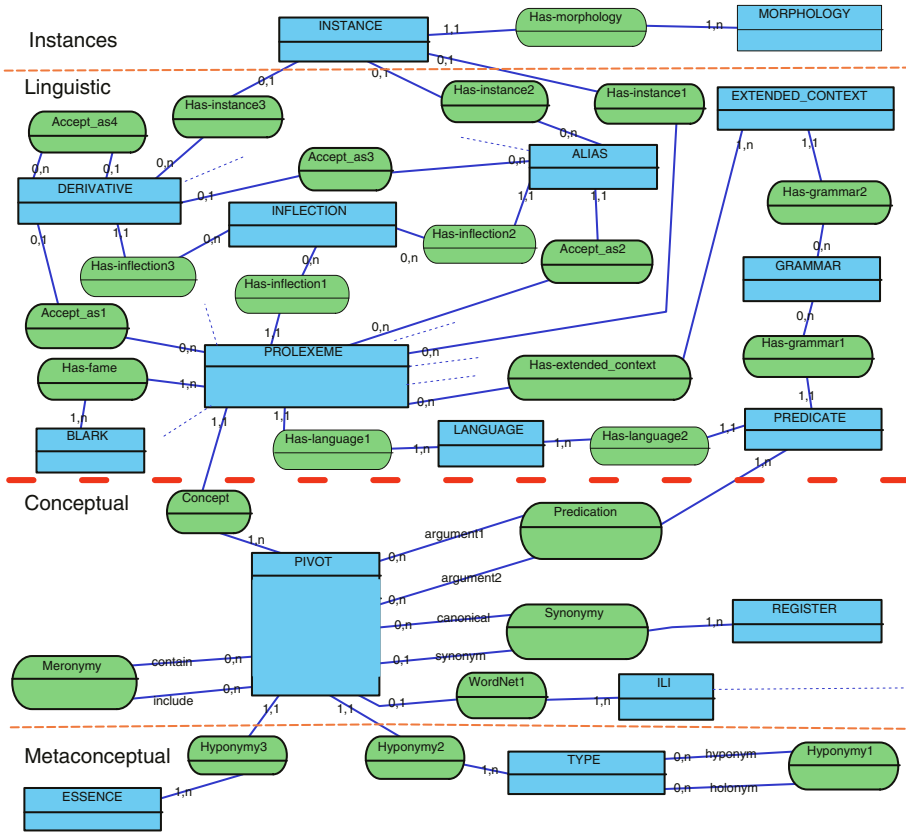 INSTANCE
Has-morphology
MORPHOLOGY
1,1
1,n
Instances
0,1
0,1
0,1
Linguistic
Has-instance3
Has-instance2
Has-instance1
EXTENDED_CONTEXT
Accept_as4
0,n
1,n
1,1
0,n
0,1
0,n
Accept_as3
0,n
ALIAS
DERIVATIVE
0,1
1,1
1,1
Has-grammar2
INFLECTION
0,1
1,1
0,n
Has-inflection2
0,n
0,n
0,n
Accept_as2
Has-inflection3
GRAMMAR
Has-inflection1
0,n
Accept_as1
0,n
1,1
Has-grammar1
0,n
PROLEXEME
0,n
Has-fame
1,n
Has-extended_context
1,1
0,n
1,n
1,1
1,1
PREDICATE
BLARK
Has-language1
1,n
LANGUAGE
1,n
Has-language2
1,1
1,n
Conceptual
Concept
Predication
1,n
argument1
PIVOT
0,n
argument2
0,n
canonical
Synonymy
REGISTER
0,n
1,n
Meronymy
contain
0,n
0,1
synonym
include
0,n
0,1
WordNet1
1,n
ILI
1,1
1,1
Metaconceptual
Hyponymy3
Hyponymy2
TYPE
0,n
hyponym
Hyponymy1
1,n
0,n
holonym
ESSENCE
1,n